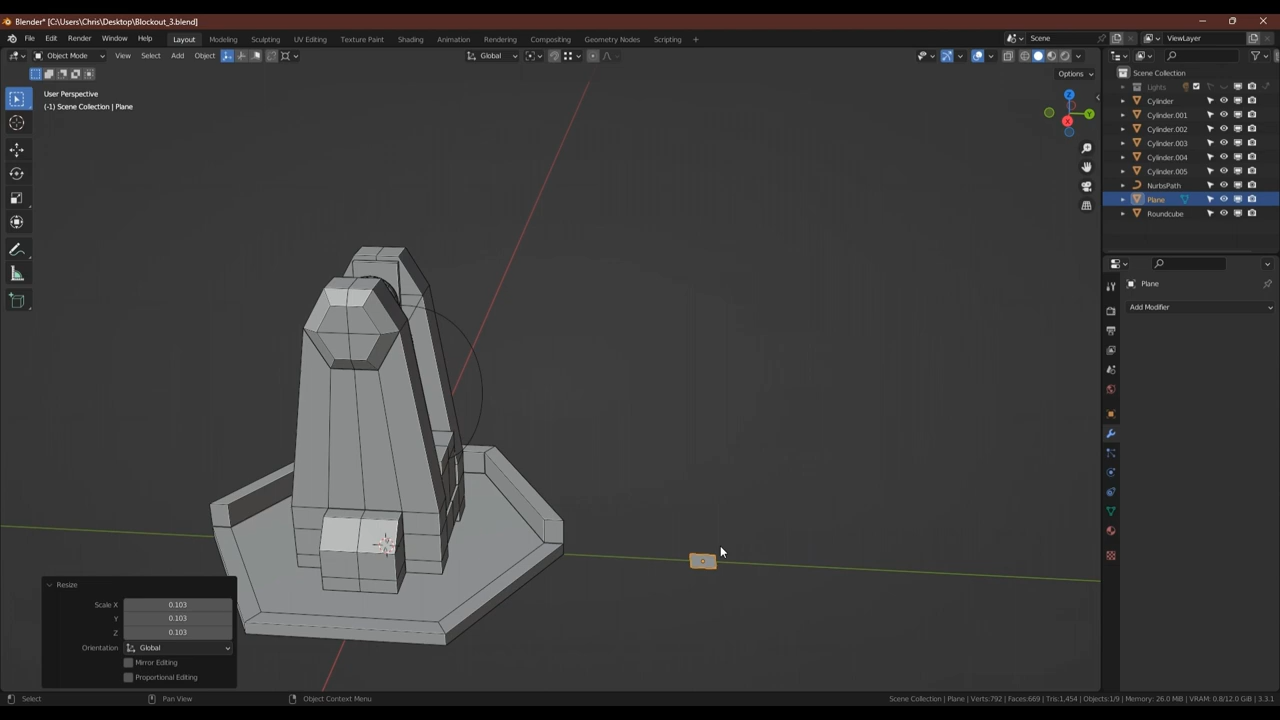 Blender* [C:\Users\Chris\Desktop\Blockout_3.blend]
File Edit Render Window Help Layout Modeling Sculpting UV Editing Texture Paint Shading Animation Rendering Compositing Geometry Nodes Scripting + Scene ViewLayer
Object Mode View Select Add Object Global
Options
User Perspective
(-1) Scene Collection | Plane
Z
Y
X
Scene Collection
Lights
Cylinder
Cylinder.001
Cylinder.002
Cylinder.003
Cylinder.004
Cylinder.005
NurbsPath
Plane
Roundcube
Plane
Add Modifier
Resize
Scale X 0.103
Y 0.103
Z 0.103
Orientation Global
Mirror Editing
Proportional Editing
Select Pan View Object Context Menu Scene Collection | Plane | Verts:792 | Faces:669 | Tris:1,454 | Objects:1/9 | Memory: 26.0 MiB | VRAM: 0.8/12.0 GiB | 3.3.1